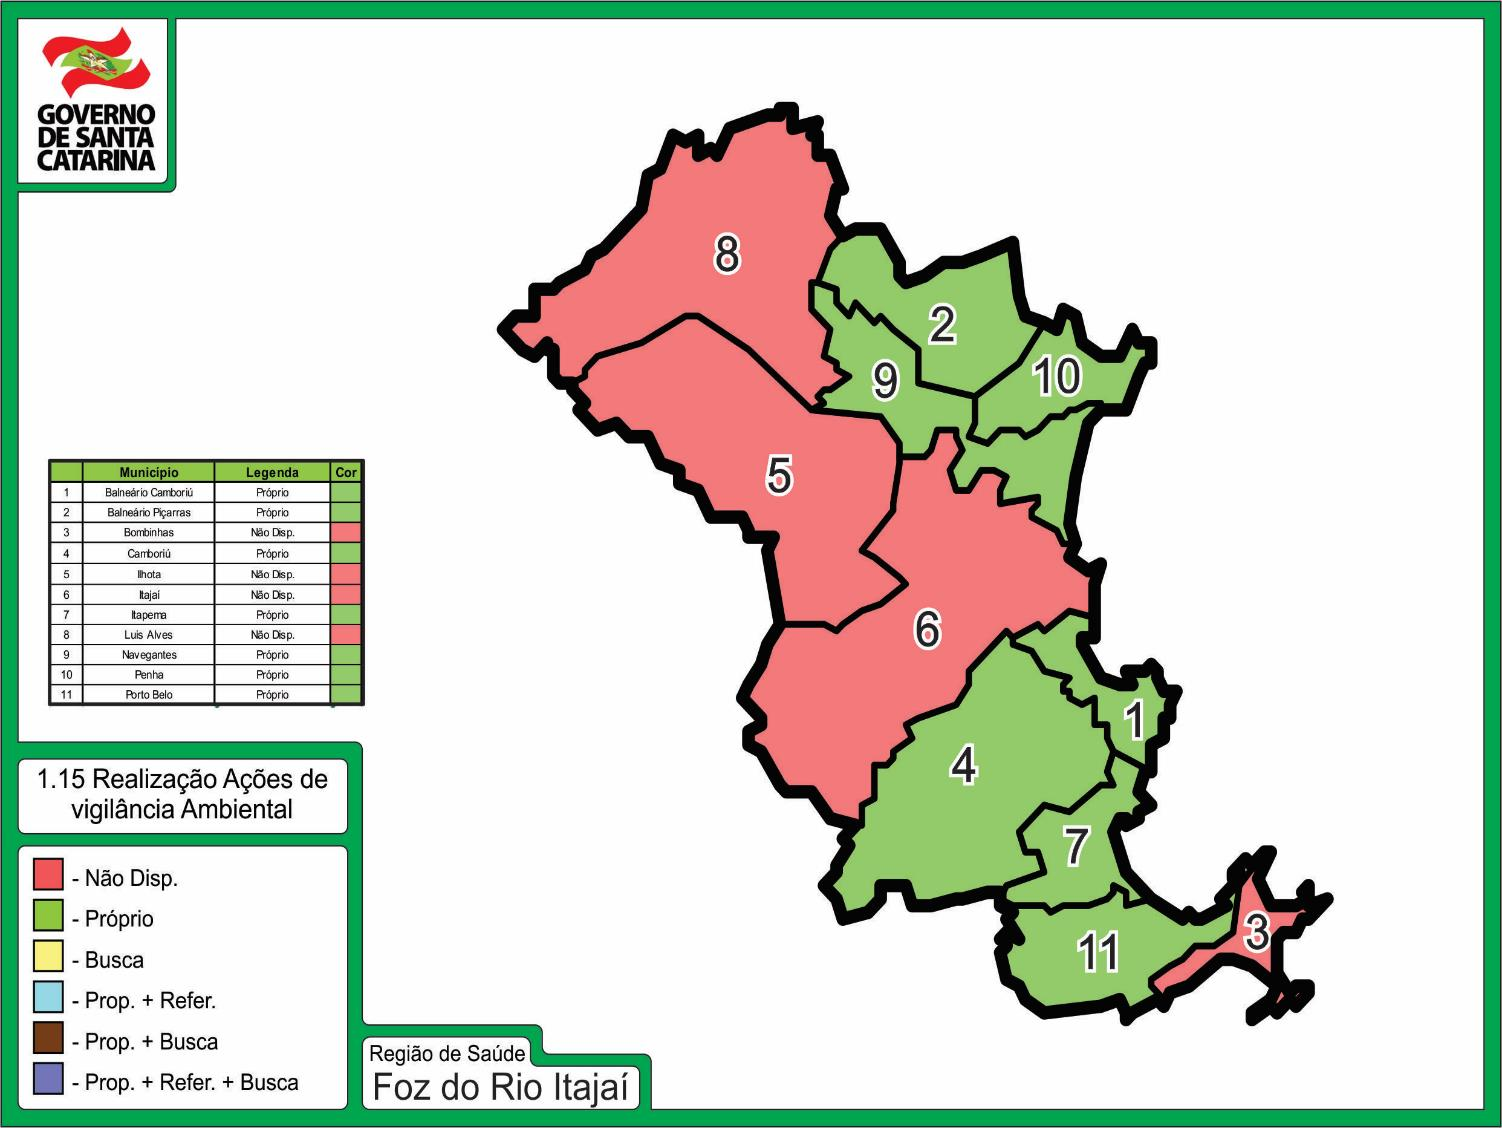 GOVERNO
DE SANTA
CATARINA
Município Legenda Cor
1 Balneário Camboriú Próprio
2 Balneário Piçarras Próprio
3 Bombinhas Não Disp.
4 Camboriú Próprio
5 Ilhota Não Disp.
6 Itajaí Não Disp.
7 Itapema Próprio
8 Luis Alves Não Disp.
9 Navegantes Próprio
10 Penha Próprio
11 Porto Belo Próprio
8
2
10
9
5
6
1
4
7
3
11
1.15 Realização Ações de
vigilância Ambiental
- Não Disp.
- Próprio
- Busca
- Prop. + Refer.
- Prop. + Busca
- Prop. + Refer. + Busca
Região de Saúde
Foz do Rio Itajaí